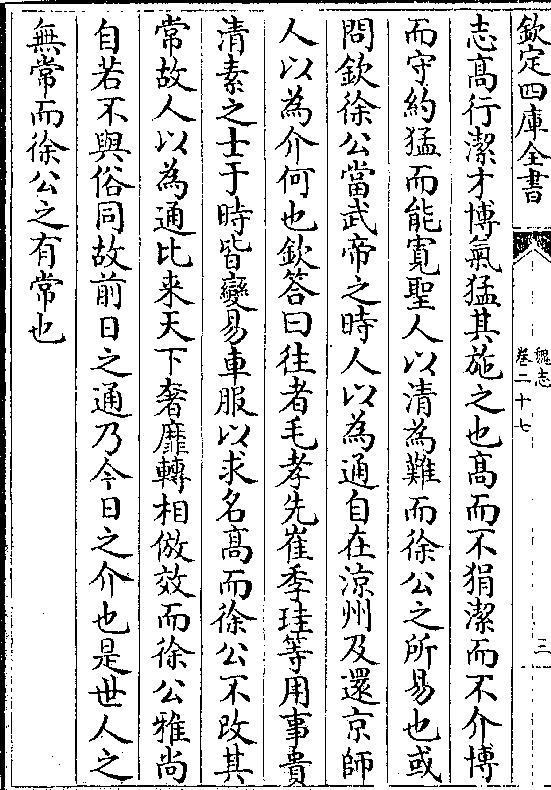 欽定四庫全書
魏志
卷二十七
三
志髙行潔才博氣猛其施之也髙而不狷潔而不介博
而守約猛而能寛聖人以清為難而徐公之所易也或
問欽徐公當武帝之時人以為通自在涼州及還京師
人以為介何也欽答曰往者毛孝先崔季珪等用事貴
清素之士于時皆變易車服以求名髙而徐公不改其
常故人以為通比来天下奢靡轉相倣效而徐公雅尚
自若不與俗同故前日之通乃今日之介也是世人之
無常而徐公之有常也